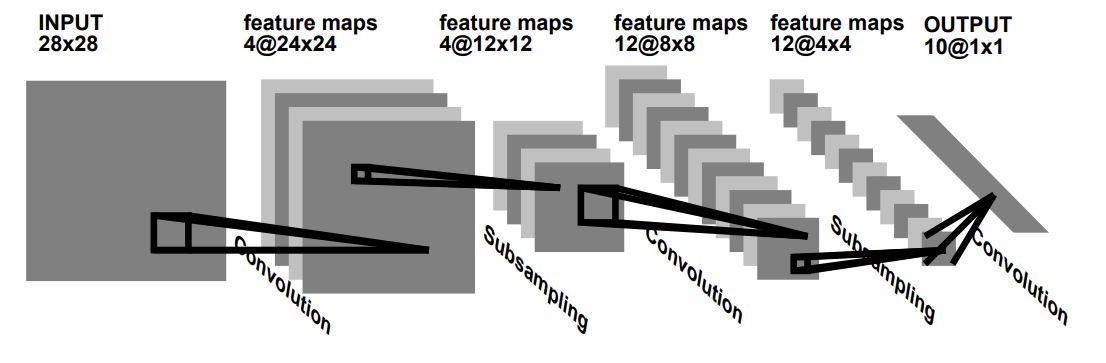 INPUT
28x28
feature maps
4@24x24
feature maps
4@12x12
feature maps
12@8x8
feature maps
12@4x4
OUTPUT
10@1x1
Convolution
Subsampling
Convolution
Subsampling
Convolution